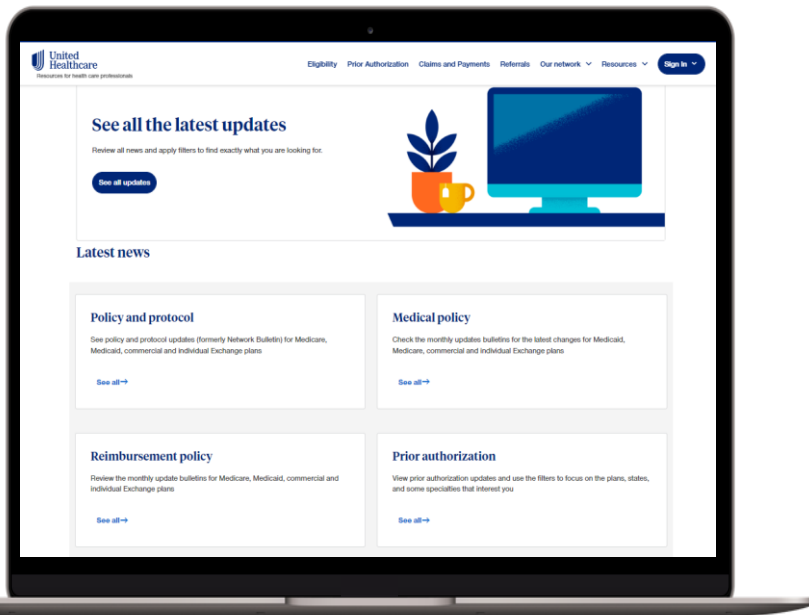 United
Healthcare
Resources for health care professionals
Eligibility Prior Authorization Claims and Payments Referrals Our network Resources Sign In
See all the latest updates
Review all news and apply filters to find exactly what you are looking for.
See all updates
Latest news
Policy and protocol
See policy and protocol updates (formerly Network Bulletin) for Medicare,
Medicaid, commercial and individual Exchange plans
See all→
Medical policy
Check the monthly updates bulletins for the latest changes for Medicaid,
Medicare, commercial and individual Exchange plans
See all→
Reimbursement policy
Review the monthly update bulletins for Medicare, Medicaid, commercial and
individual Exchange plans
See all→
Prior authorization
View prior authorization updates and use the filters to focus on the plans, states,
and some specialties that interest you
See all→